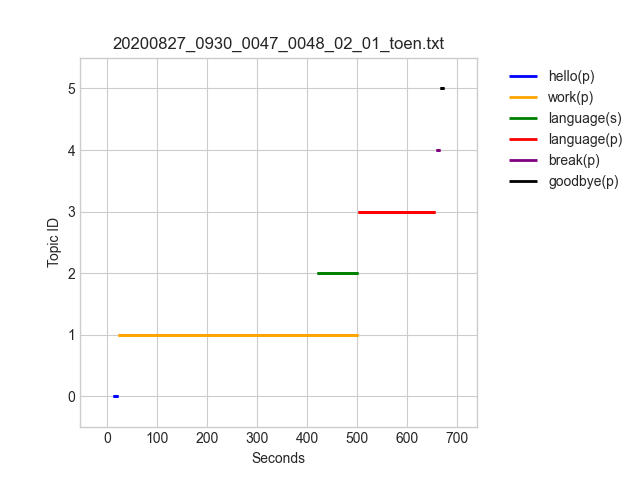 20200827_0930_0047_0048_02_01_toen.txt
hello(p)
work(p)
language(s)
language(p)
break(p)
goodbye(p)
Topic ID
5
4
3
2
1
0
0 100 200 300 400 500 600 700
Seconds